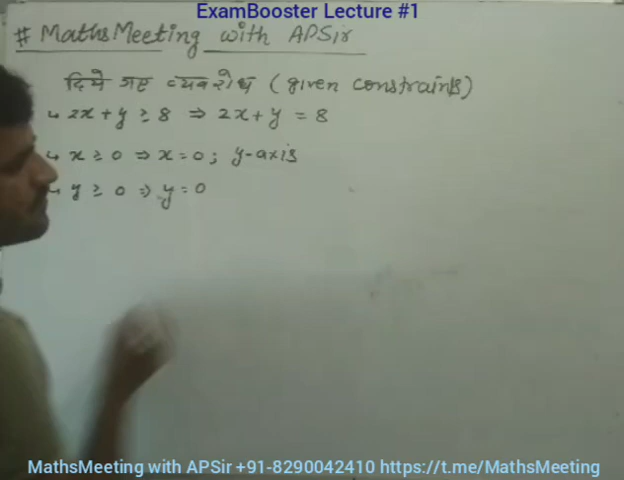 ExamBooster Lecture #1
# MathsMeeting with APSir
दिये गए व्यवरोध (given constraints)
↳ 2x + y ≥ 8 ⇒ 2x + y = 8
↳ x ≥ 0 ⇒ x = 0; y-axis
↳ y ≥ 0 ⇒ y = 0
MathsMeeting with APSir +91-8290042410 https://t.me/MathsMeeting